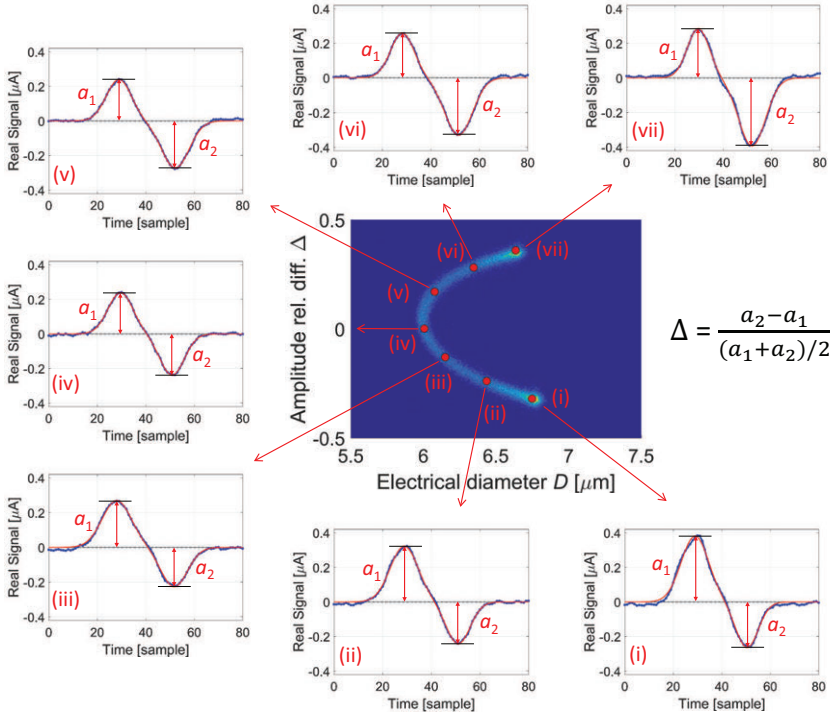 0.4
0.2
0
-0.2
-0.4
0 20 40 60 80
Real Signal [μA]
Time [sample]
a1
a2
(v)
0.4
0.2
0
-0.2
-0.4
0 20 40 60 80
Real Signal [μA]
Time [sample]
a1
a2
(vi)
0.4
0.2
0
-0.2
-0.4
0 20 40 60 80
Real Signal [μA]
Time [sample]
a1
a2
(vii)
0.4
0.2
0
-0.2
-0.4
0 20 40 60 80
Real Signal [μA]
Time [sample]
a1
a2
(iv)
0.5
0
-0.5
5.5 6 6.5 7 7.5
Amplitude rel. diff. Δ
Electrical diameter D [μm]
(vi)
(vii)
(v)
(iv)
(iii)
(ii)
(i)
Δ = a2−a1
(a1+a2)/2
0.4
0.2
0
-0.2
-0.4
0 20 40 60 80
Real Signal [μA]
Time [sample]
a1
a2
(iii)
0.4
0.2
0
-0.2
-0.4
0 20 40 60 80
Real Signal [μA]
Time [sample]
a1
a2
(ii)
0.4
0.2
0
-0.2
-0.4
0 20 40 60 80
Real Signal [μA]
Time [sample]
a1
a2
(i)